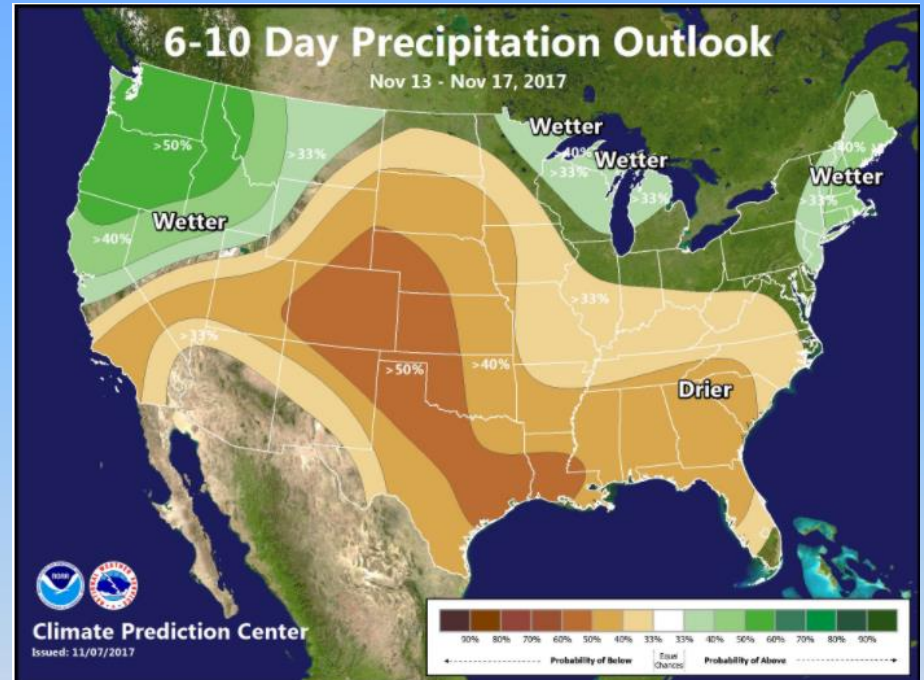 6-10 Day Precipitation Outlook
Nov 13 - Nov 17, 2017
Wetter
>40%
Wetter
>33%
>33%
>40%
Wetter
>33%
>50%
>33%
Wetter
>40%
>33%
>33%
>50%
>40%
Drier
NOAA
Climate Prediction Center
Issued: 11/07/2017
90% 80% 70% 60% 50% 40% 33% 33% 40% 50% 60% 70% 80% 90%
Probability of Below Equal Chances Probability of Above